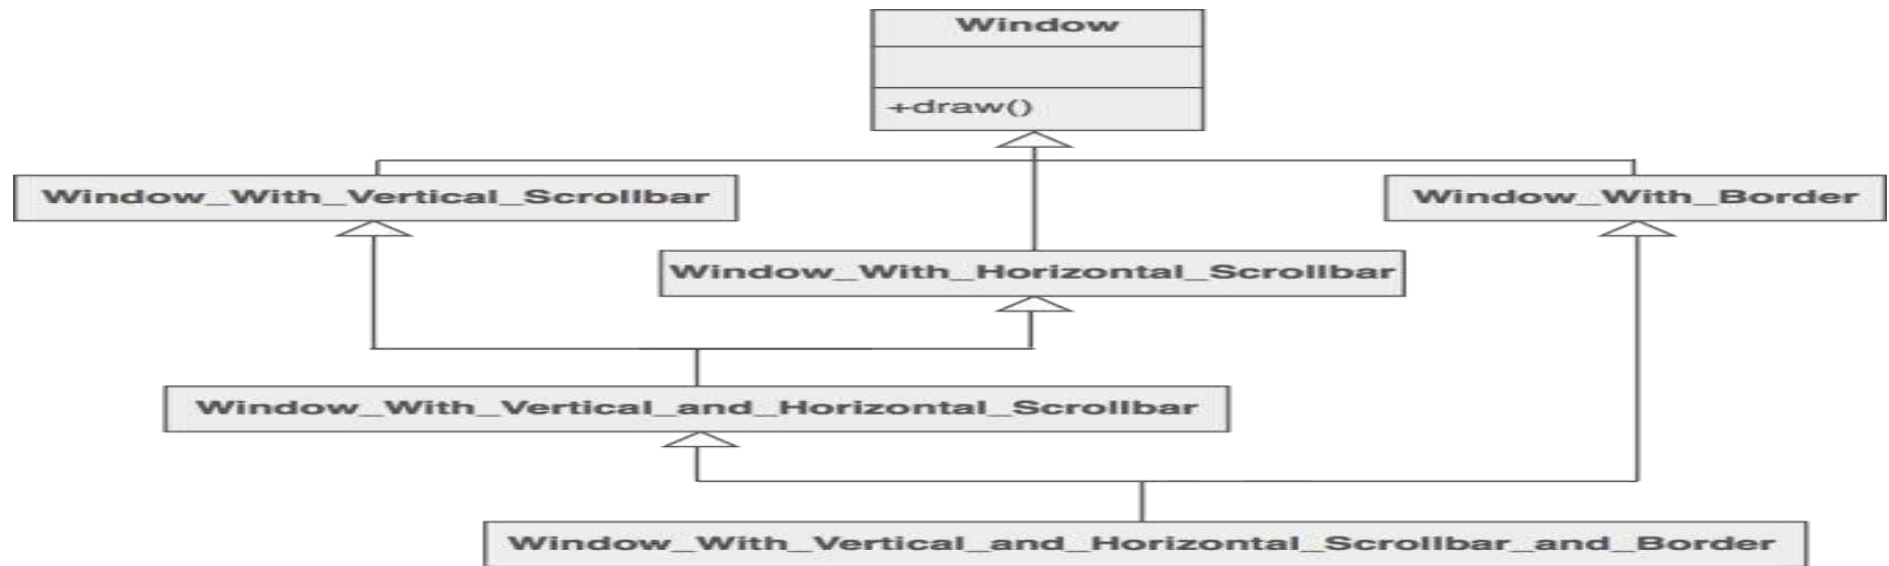 Window
+draw()
Window_With_Vertical_Scrollbar
Window_With_Border
Window_With_Horizontal_Scrollbar
Window_With_Vertical_and_Horizontal_Scrollbar
Window_With_Vertical_and_Horizontal_Scrollbar_and_Border